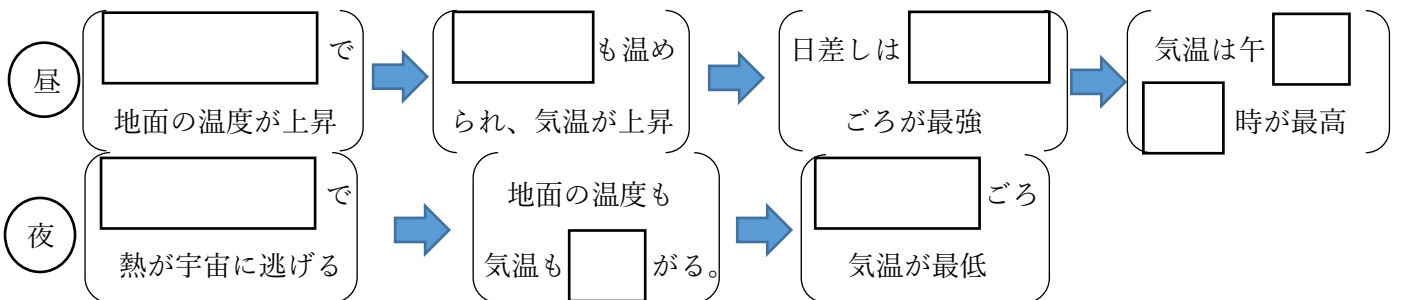 昼
で
地面の温度が上昇
も温め
られ、気温が上昇
日差しは
ごろが最強
気温は午
時が最高
夜
で
熱が宇宙に逃げる
地面の温度も
気温も がる。
ごろ
気温が最低